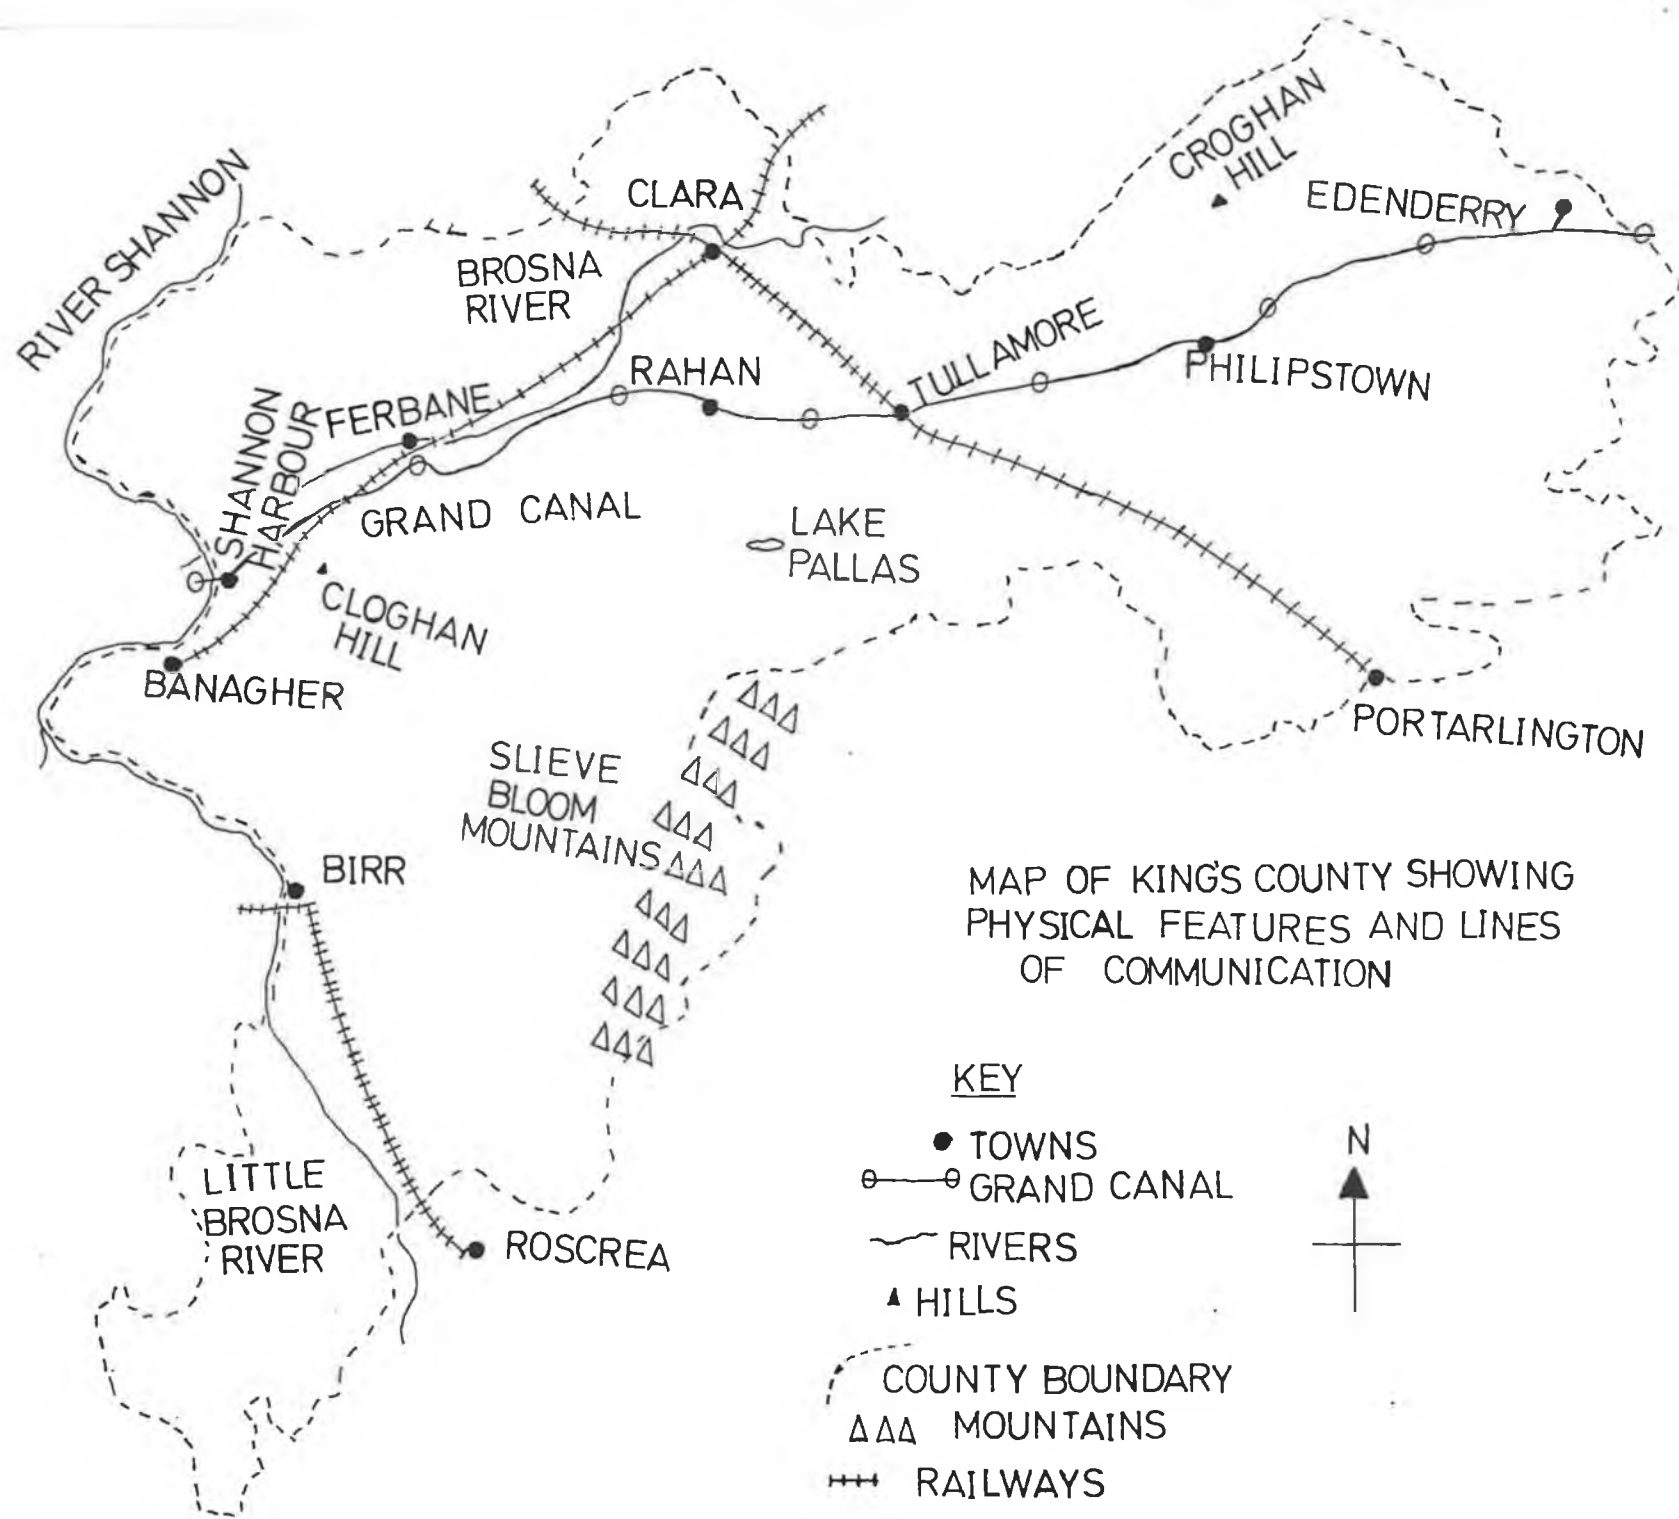 CROGHAN
HILL
EDENDERRY
CLARA
RIVER SHANNON
BROSNA
RIVER
RAHAN
TULLAMORE
PHILIPSTOWN
FERBANE
SHANNON
HARBOUR
GRAND CANAL
LAKE
PALLAS
CLOGHAN
HILL
BANAGHER
PORTARLINGTON
SLIEVE
BLOOM
MOUNTAINS
BIRR
MAP OF KING'S COUNTY SHOWING
PHYSICAL FEATURES AND LINES
OF COMMUNICATION
KEY
TOWNS
GRAND CANAL
RIVERS
HILLS
COUNTY BOUNDARY
MOUNTAINS
RAILWAYS
N
LITTLE
BROSNA
RIVER
ROSCREA